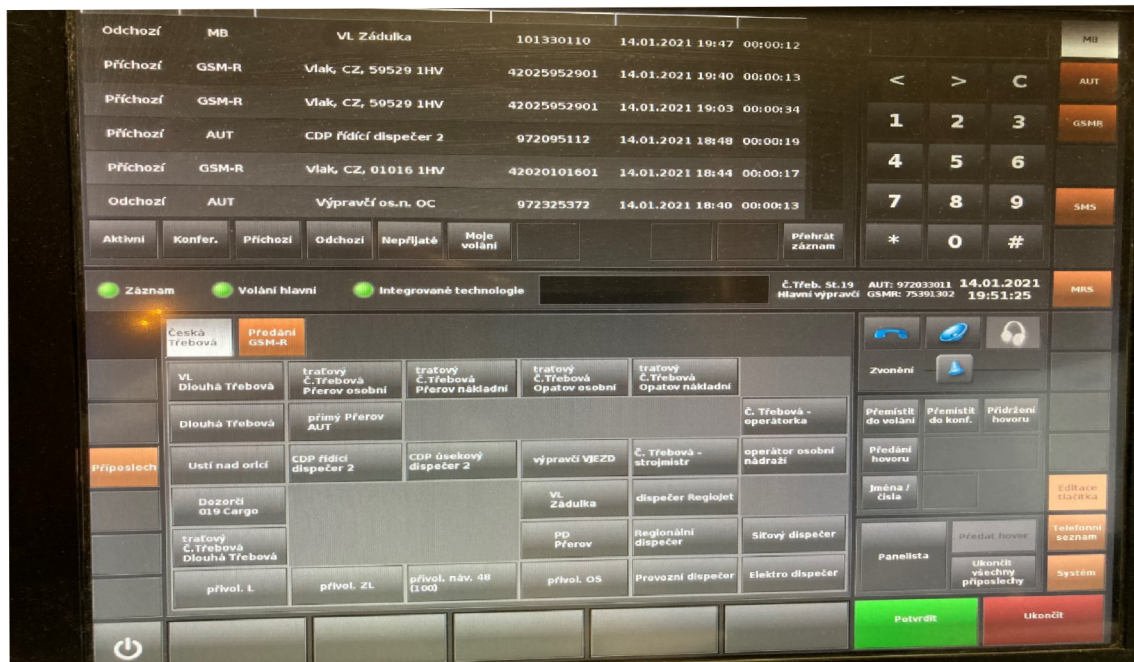 Odchozí MB VL Zádulka 101330110 14.01.2021 19:47 00:00:12
Příchozí GSM-R Vlak, CZ, 59529 1HV 42025952901 14.01.2021 19:40 00:00:13
Příchozí GSM-R Vlak, CZ, 59529 1HV 42025952901 14.01.2021 19:03 00:00:34
Příchozí AUT CDP řídící dispečer 2 972095112 14.01.2021 18:48 00:00:19
Příchozí GSM-R Vlak, CZ, 01016 1HV 42020101601 14.01.2021 18:44 00:00:17
Odchozí AUT Výpravčí os.n. OC 972325372 14.01.2021 18:40 00:00:13
Aktivní Konfer. Příchozí Odchozí Nepřijaté Moje
volání
Přehrát
záznam
< > C
1 2 3
4 5 6
7 8 9
* 0 #
MB
AUT
GSMR
SMS
MRS
Záznam Volání hlavní Integrované technologie
Č.Třeb. St.19 AUT: 972033011 14.01.2021
Hlavní výpravčí GSMR: 75391302 19:51:25
Česká
Třebová
Předání
GSM-R
VL
Dlouhá Třebová
traťový
Č.Třebová
Přerov osobní
traťový
Č.Třebová
Přerov nákladní
traťový
Č.Třebová
Opatov osobní
traťový
Č.Třebová
Opatov nákladní
Dlouhá Třebová
přímý Přerov
AUT
Č. Třebová -
operátorka
Příposlech
Ustí nad orlcí
CDP řídící
dispečer 2
CDP úsekový
dispečer 2
výpravčí VJEZD
Č. Třebová -
strojmistr
operátor osobní
nádraží
Dozorčí
019 Cargo
VL
Zádulka
dispečer RegioJet
traťový
Č.Třebová
Dlouhá Třebová
PD
Přerov
Regionální
dispečer
Síťový dispečer
přivol. L
přivol. ZL
přivol. náv. 48
(100)
přivol. OS
Provozní dispečer
Elektro dispečer
Zvonění
Přemístit
do volání
Přemístit
do konf.
Přidržení
hovoru
Předání
hovoru
Jména /
čísla
Panelista
Předat hovor
Ukončit
všechny
příposlechy
Editace
tlačítka
Telefonní
seznam
Systém
Potvrdit
Ukončit